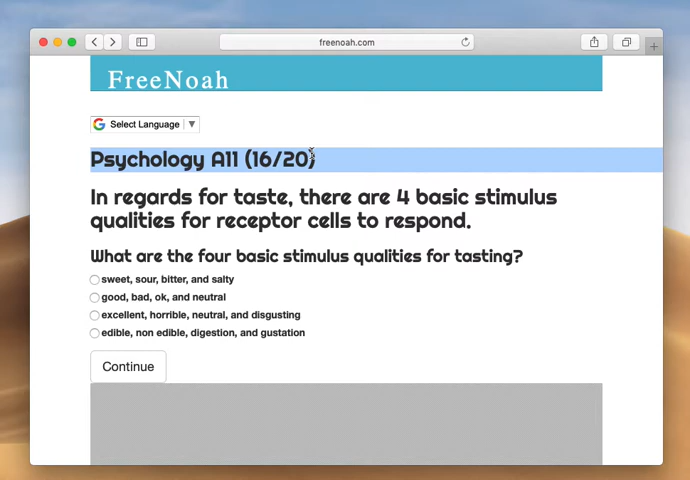 freenoah.com
FreeNoah
Select Language
Psychology A11 (16/20)
In regards for taste, there are 4 basic stimulus
qualities for receptor cells to respond.
What are the four basic stimulus qualities for tasting?
sweet, sour, bitter, and salty
good, bad, ok, and neutral
excellent, horrible, neutral, and disgusting
edible, non edible, digestion, and gustation
Continue